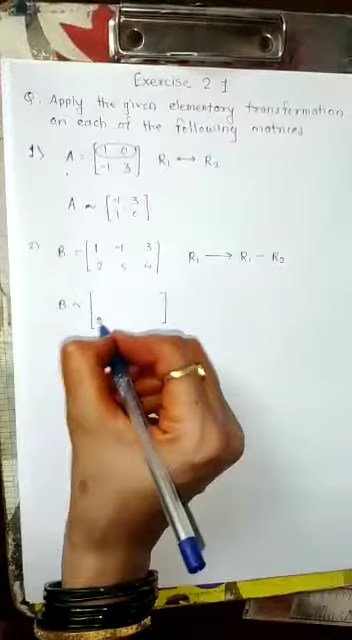 Exercise 2 1
Q. Apply the given elementary transformation
on each of the following matrices
1) A = [ 1 0 ] R₁ ↔ R₂
[ -1 3 ]
A ~ [ -1 3 ]
[ 1 0 ]
2) B = [ 1 -1 3 ] R₁ → R₁ - R₂
[ 2 5 4 ]
B ~ [ ]